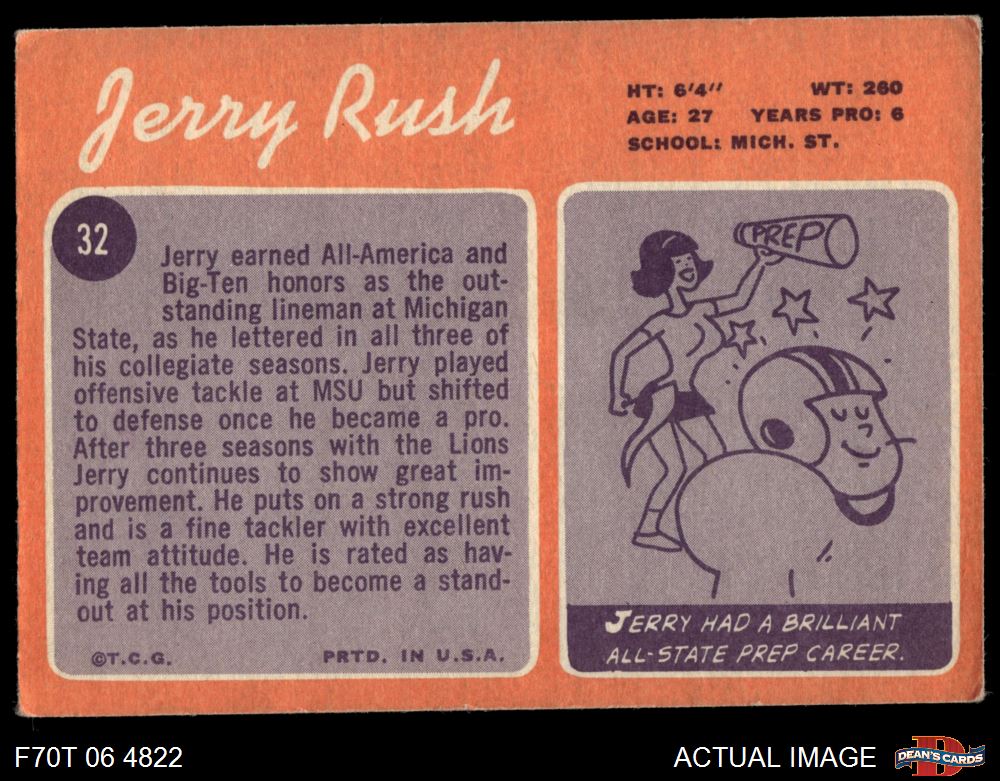 Jerry Rush
HT: 6'4" WT: 260
AGE: 27 YEARS PRO: 6
SCHOOL: MICH. ST.
32
Jerry earned All-America and
Big-Ten honors as the out-
standing lineman at Michigan
State, as he lettered in all three of
his collegiate seasons. Jerry played
offensive tackle at MSU but shifted
to defense once he became a pro.
After three seasons with the Lions
Jerry continues to show great im-
provement. He puts on a strong rush
and is a fine tackler with excellent
team attitude. He is rated as hav-
ing all the tools to become a stand-
out at his position.
©T.C.G. PRTD. IN U.S.A.
PREP
JERRY HAD A BRILLIANT
ALL-STATE PREP CAREER.
F70T 06 4822
ACTUAL IMAGE
D
DEAN'S CARDS